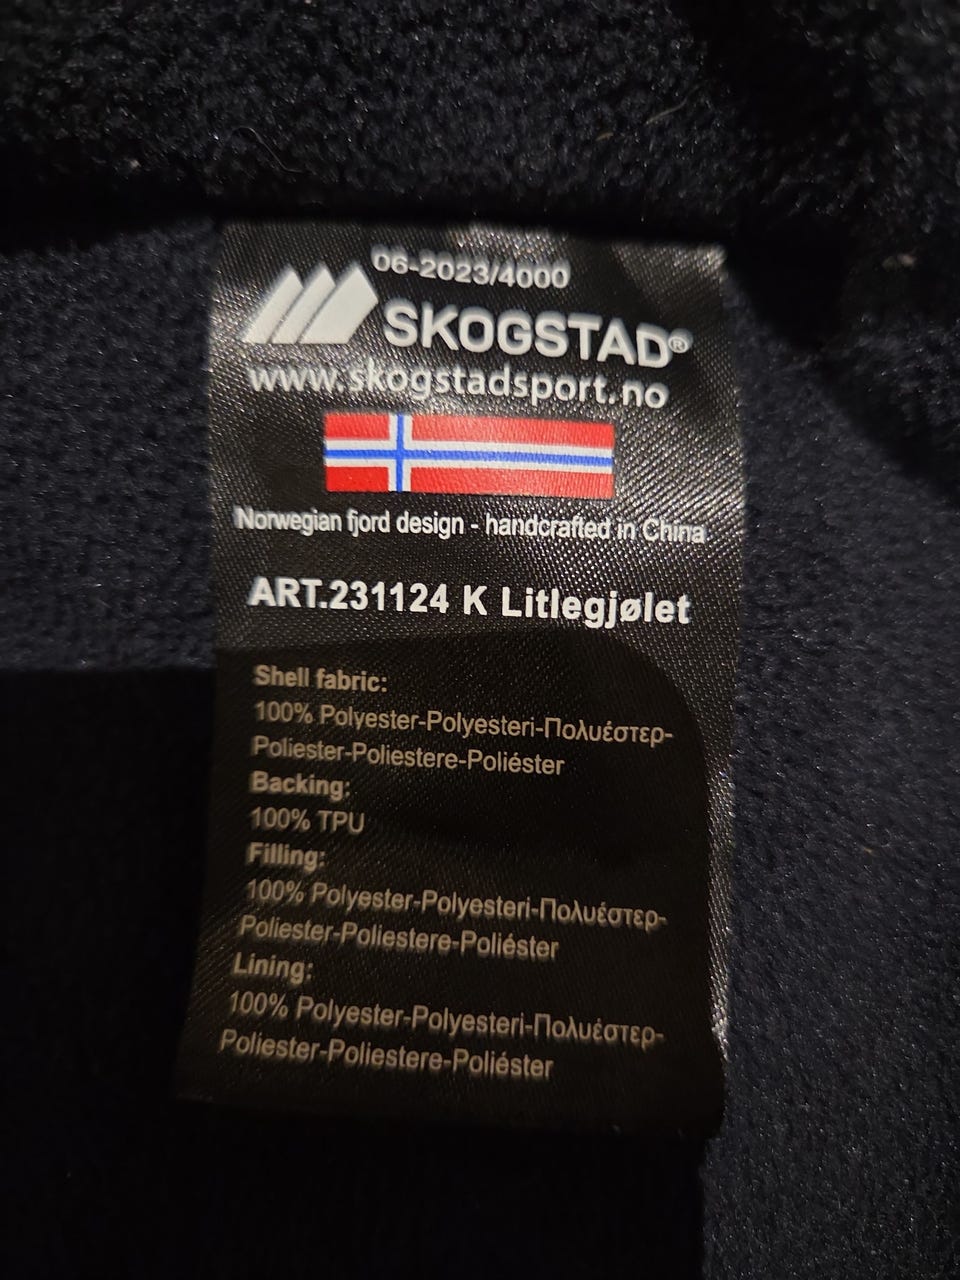 06-2023/4000
SKOGSTAD®
www.skogstadsport.no
Norwegian fjord design - handcrafted in China
ART.231124 K Litlegjølet
Shell fabric:
100% Polyester-Polyesteri-Πολυέστερ-
Poliester-Poliestere-Poliéster
Backing:
100% TPU
Filling:
100% Polyester-Polyesteri-Πολυέστερ-
Poliester-Poliestere-Poliéster
Lining:
100% Polyester-Polyesteri-Πολυέστερ-
Poliester-Poliestere-Poliéster